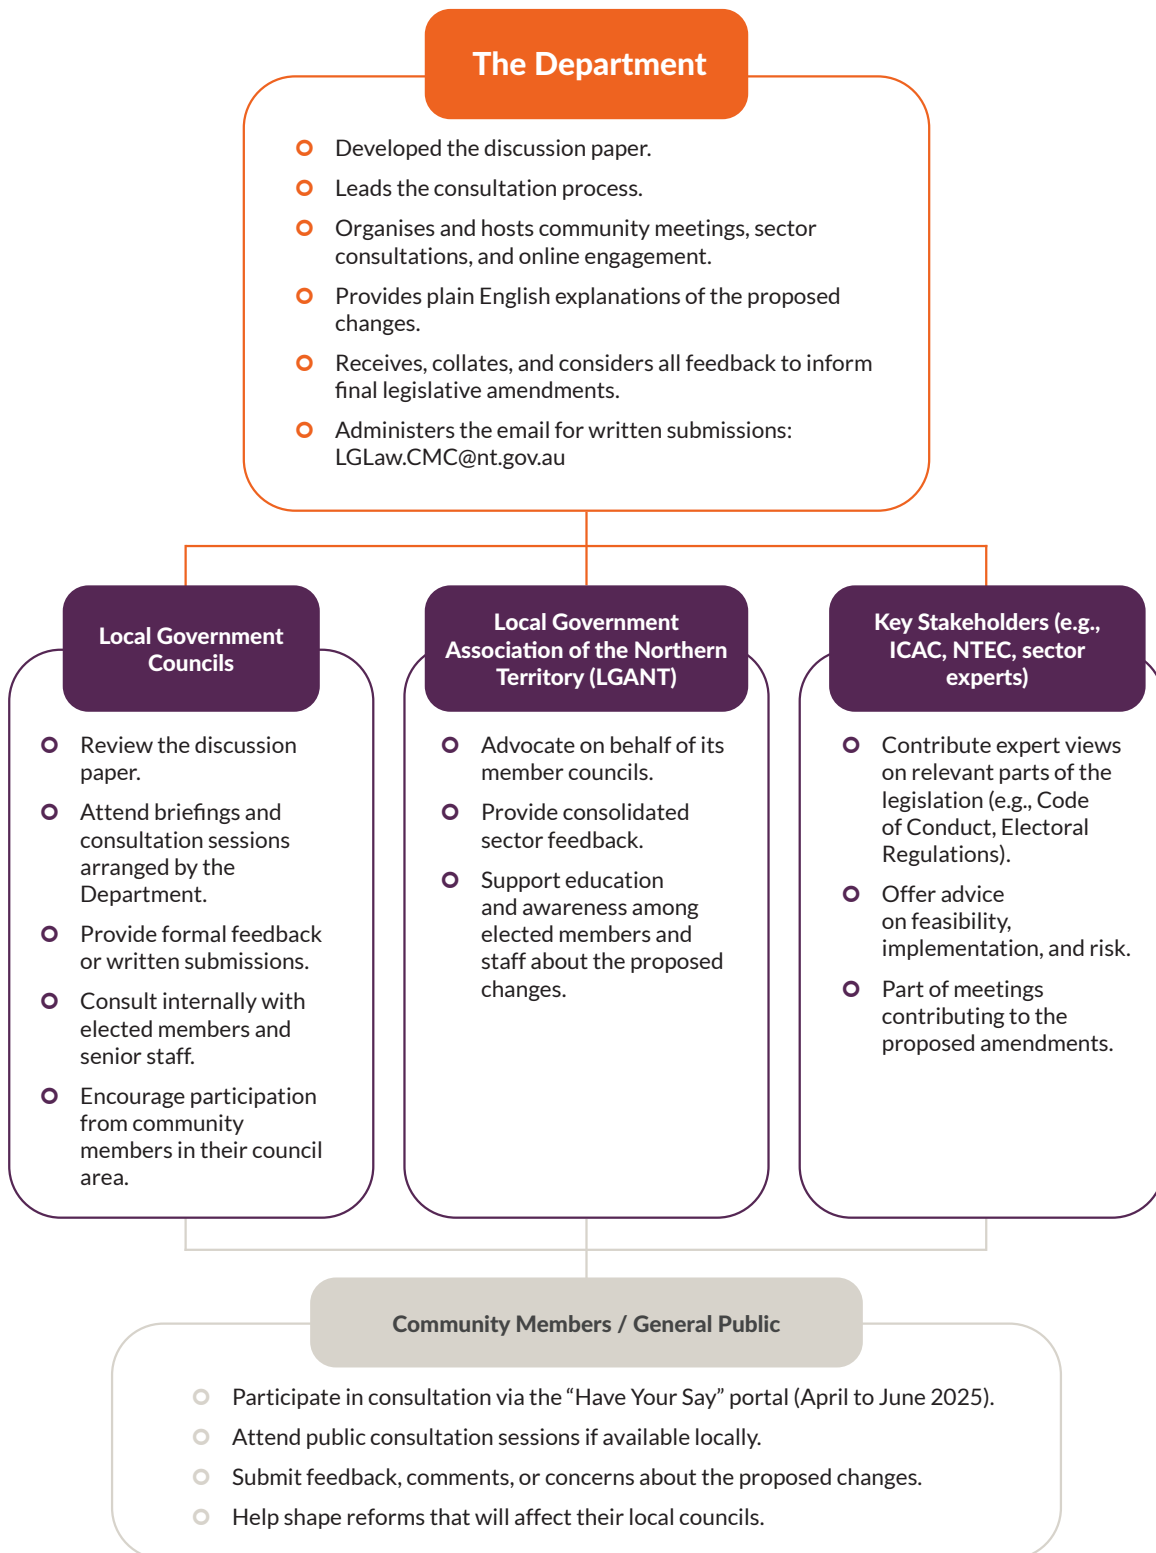 The Department
Developed the discussion paper.
Leads the consultation process.
Organises and hosts community meetings, sector
consultations, and online engagement.
Provides plain English explanations of the proposed
changes.
Receives, collates, and considers all feedback to inform
final legislative amendments.
Administers the email for written submissions:
LGLaw.CMC@nt.gov.au
Local Government
Councils
Review the discussion
paper.
Attend briefings and
consultation sessions
arranged by the
Department.
Provide formal feedback
or written submissions.
Consult internally with
elected members and
senior staff.
Encourage participation
from community
members in their council
area.
Local Government
Association of the Northern
Territory (LGANT)
Advocate on behalf of its
member councils.
Provide consolidated
sector feedback.
Support education
and awareness among
elected members and
staff about the proposed
changes.
Key Stakeholders (e.g.,
ICAC, NTEC, sector
experts)
Contribute expert views
on relevant parts of the
legislation (e.g., Code
of Conduct, Electoral
Regulations).
Offer advice
on feasibility,
implementation, and risk.
Part of meetings
contributing to the
proposed amendments.
Community Members / General Public
Participate in consultation via the “Have Your Say” portal (April to June 2025).
Attend public consultation sessions if available locally.
Submit feedback, comments, or concerns about the proposed changes.
Help shape reforms that will affect their local councils.